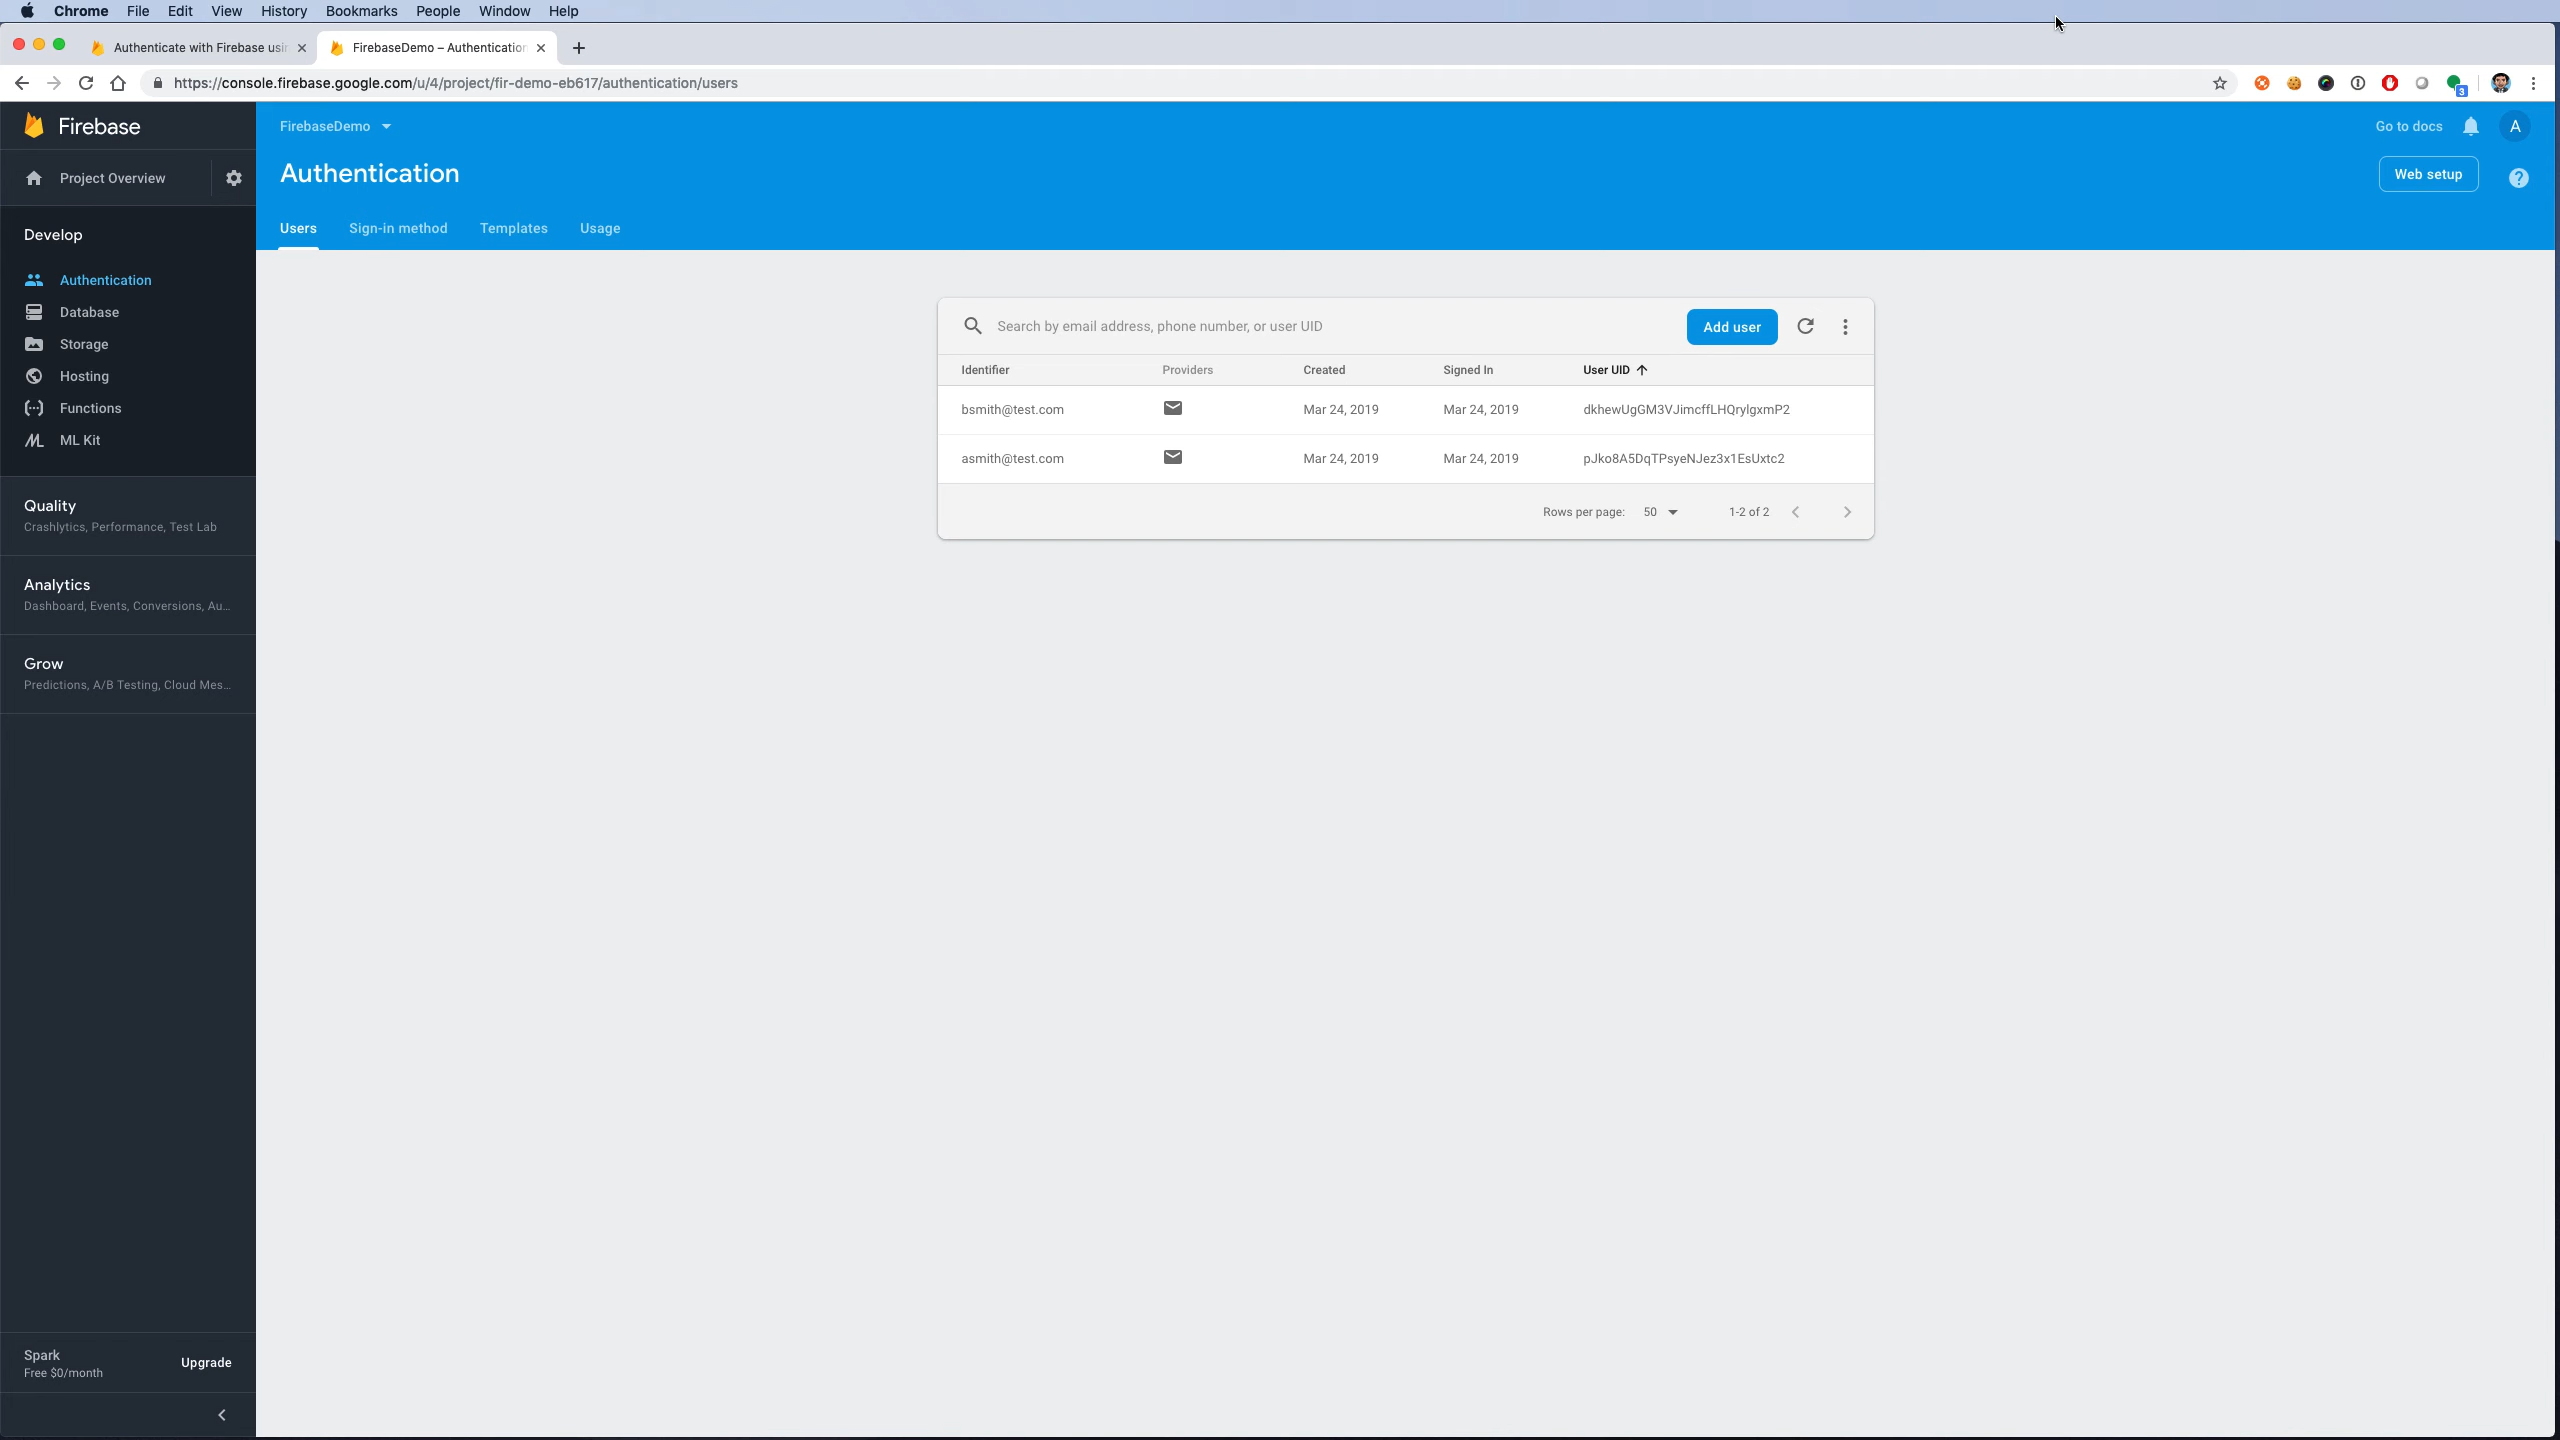 Chrome File Edit View History Bookmarks People Window Help
Authenticate with Firebase usin
FirebaseDemo – Authentication
https://console.firebase.google.com/u/4/project/fir-demo-eb617/authentication/users
3
Firebase
FirebaseDemo
Go to docs
A
Project Overview
Authentication
Web setup
?
Users Sign-in method Templates Usage
Develop
Authentication
Database
Storage
Hosting
Functions
ML Kit
Quality
Crashlytics, Performance, Test Lab
Analytics
Dashboard, Events, Conversions, Au...
Grow
Predictions, A/B Testing, Cloud Mes...
Spark
Free $0/month
Upgrade
Search by email address, phone number, or user UID
Add user
Identifier Providers Created Signed In User UID
bsmith@test.com Mar 24, 2019 Mar 24, 2019 dkhewUgGM3VJimcffLHQrylgxmP2
asmith@test.com Mar 24, 2019 Mar 24, 2019 pJko8A5DqTPsyeNJez3x1EsUxtc2
Rows per page: 50 1-2 of 2